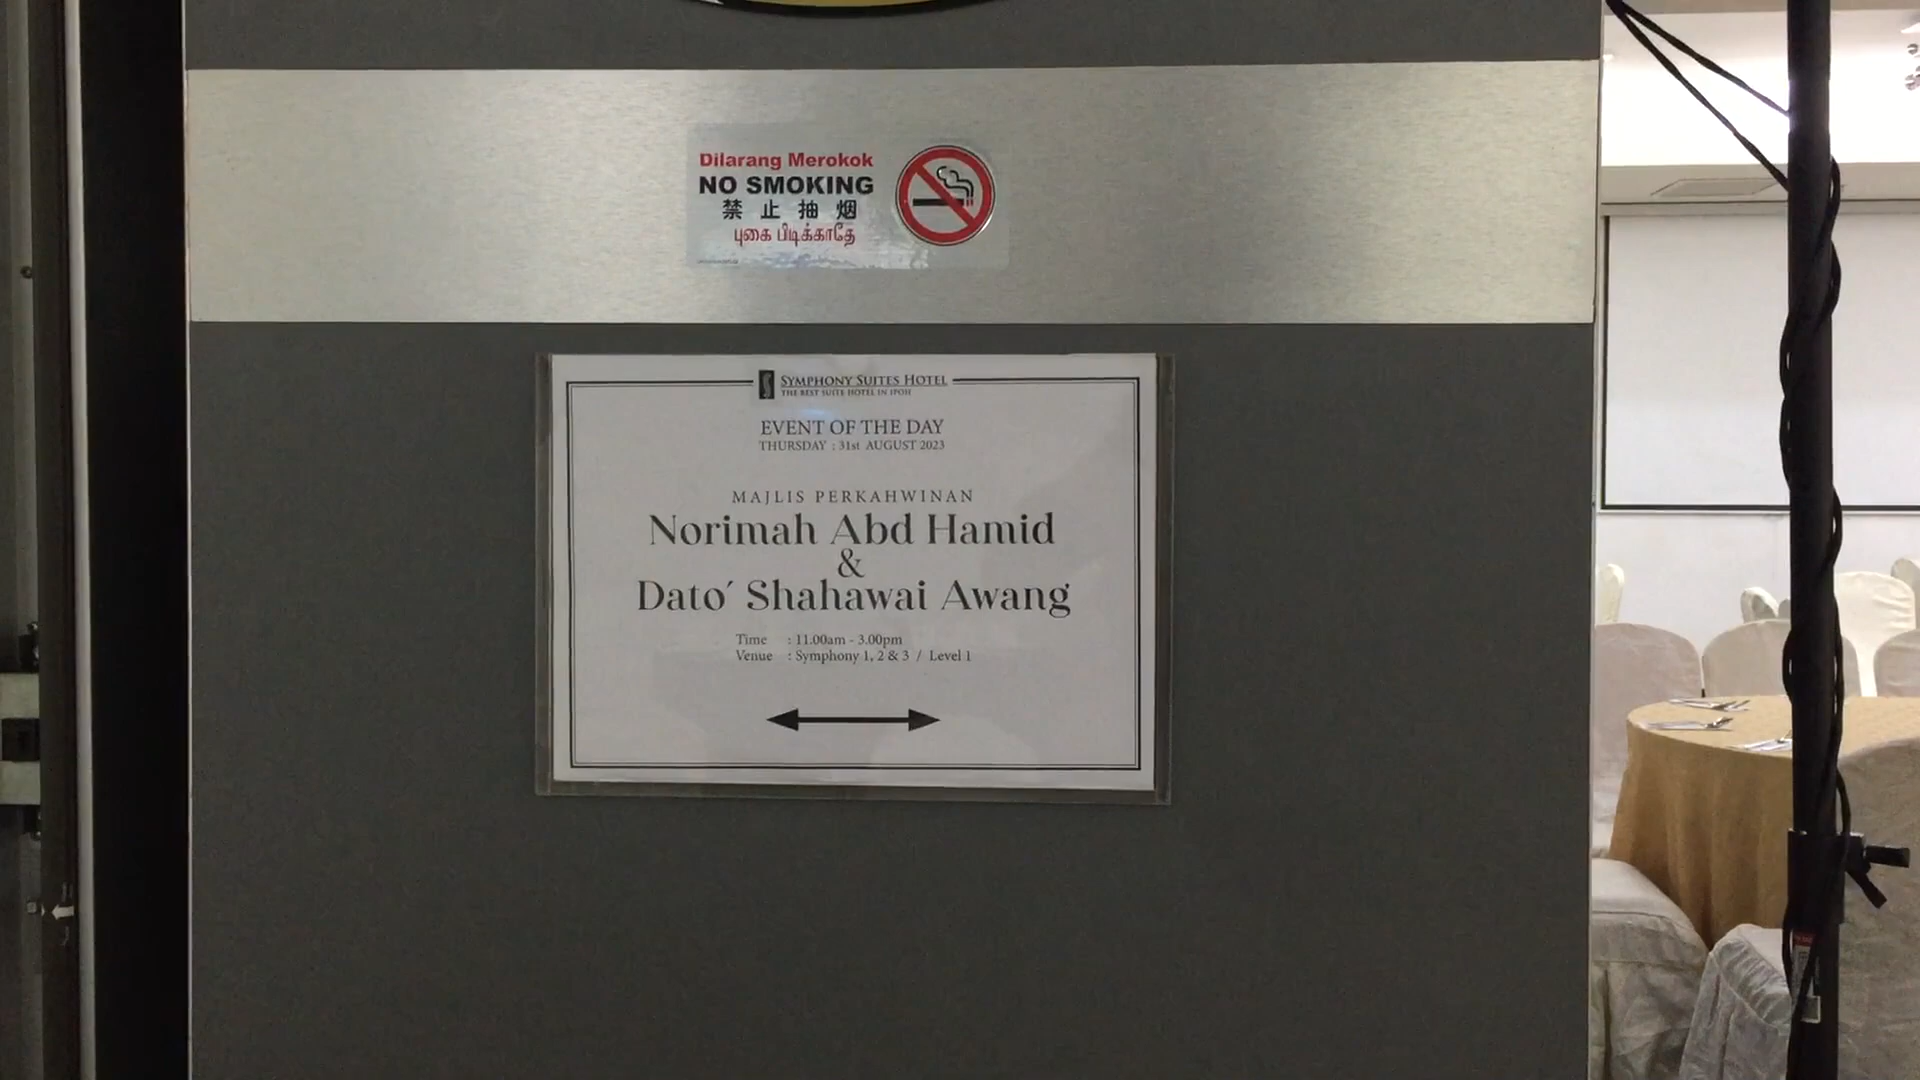 Dilarang Merokok
NO SMOKING
禁止抽烟
புகை பிடிக்காதே
SYMPHONY SUITES HOTEL
THE BEST SUITE HOTEL IN IPOH
EVENT OF THE DAY
THURSDAY : 31st AUGUST 2023
MAJLIS PERKAHWINAN
Norimah Abd Hamid
&
Dato' Shahawai Awang
Time : 11.00am - 3.00pm
Venue : Symphony 1, 2 & 3 / Level 1